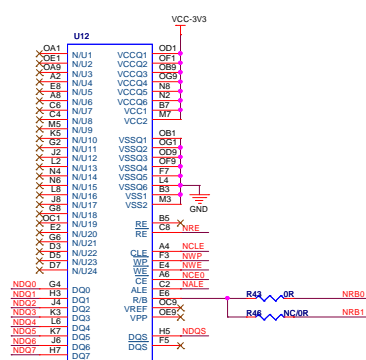 VCC-3V3
U12
OA1 N/U1 VCCQ1 OD1
OE1 N/U2 VCCQ2 OF1
OA9 N/U3 VCCQ3 OB9
A2 N/U4 VCCQ4 OG9
E8 N/U5 VCCQ5 N8
A8 N/U6 VCCQ6 N2
C6 N/U7 VCC1 B7
C4 N/U8 VCC2 M7
M5 N/U9
K5 N/U10 VSSQ1 OB1
G2 N/U11 VSSQ2 OG1
J2 N/U12 VSSQ3 OD9
L2 N/U13 VSSQ4 OF9
N4 N/U14 VSSQ5 F7
N6 N/U15 VSSQ6 L4
L8 N/U16 VSS1 B3
J8 N/U17 VSS2 M3
GND
G8 N/U18
OC1 N/U19 RE B5
E2 N/U20 RE C8 NRE
G6 N/U21
D3 N/U22 CLE A4 NCLE
D5 N/U23 WP F3 NWP
D7 N/U24 WE E4 NWE
CE A6 NCE0
NDQ0 G4 DQ0 ALE C2 NALE
NDQ1 H3 DQ1 R/B E6 R43 0R NRB0
NDQ2 J4 DQ2 VREF OC9
NDQ3 K3 DQ3 VPP OE9 R46 NC/0R NRB1
NDQ4 L6 DQ4
NDQ5 K7 DQ5 DQS H5 NDQS
NDQ6 J6 DQ6 DQS F5
NDQ7 H7 DQ7